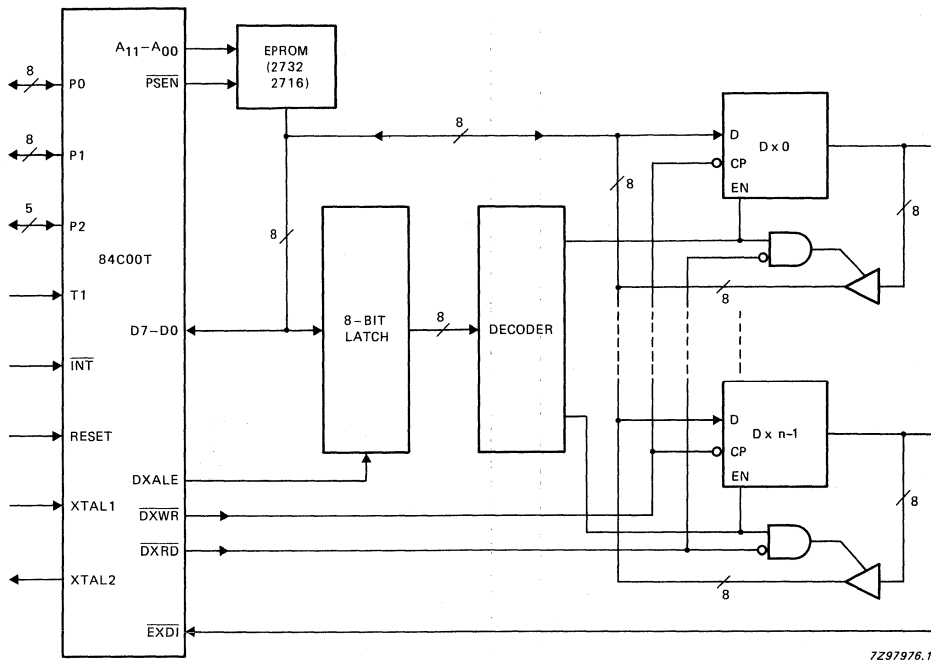 A11–A00
PSEN
EPROM
(2732
2716)
8
P0
8
P1
5
P2
84C00T
T1
D7–D0
INT
RESET
DXALE
XTAL1
DXWR
DXRD
XTAL2
EXDI
8
8
8–BIT
LATCH
8
DECODER
8
D
D x 0
CP
EN
8
8
D
D x n–1
CP
EN
8
8
7Z97976.1